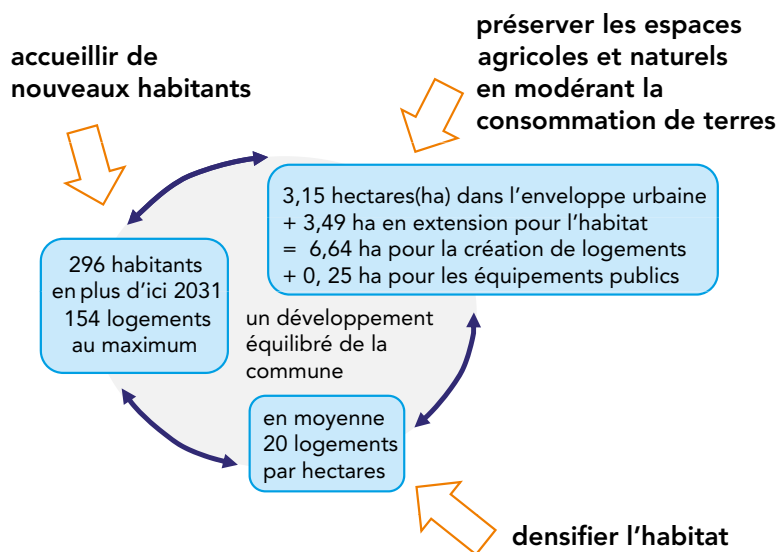 accueillir de
nouveaux habitants
préserver les espaces
agricoles et naturels
en modérant la
consommation de terres
3,15 hectares(ha) dans l'enveloppe urbaine
+ 3,49 ha en extension pour l'habitat
= 6,64 ha pour la création de logements
+ 0, 25 ha pour les équipements publics
296 habitants
en plus d'ici 2031
154 logements
au maximum
un développement
équilibré de la
commune
en moyenne
20 logements
par hectares
densifier l'habitat